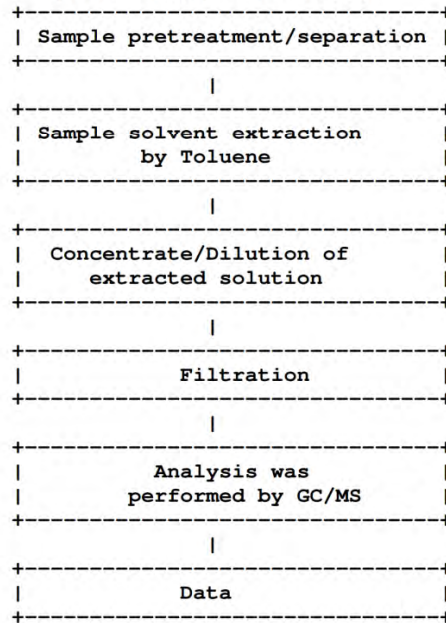 Sample pretreatment/separation
Sample solvent extraction
by Toluene
Concentrate/Dilution of
extracted solution
Filtration
Analysis was
performed by GC/MS
Data